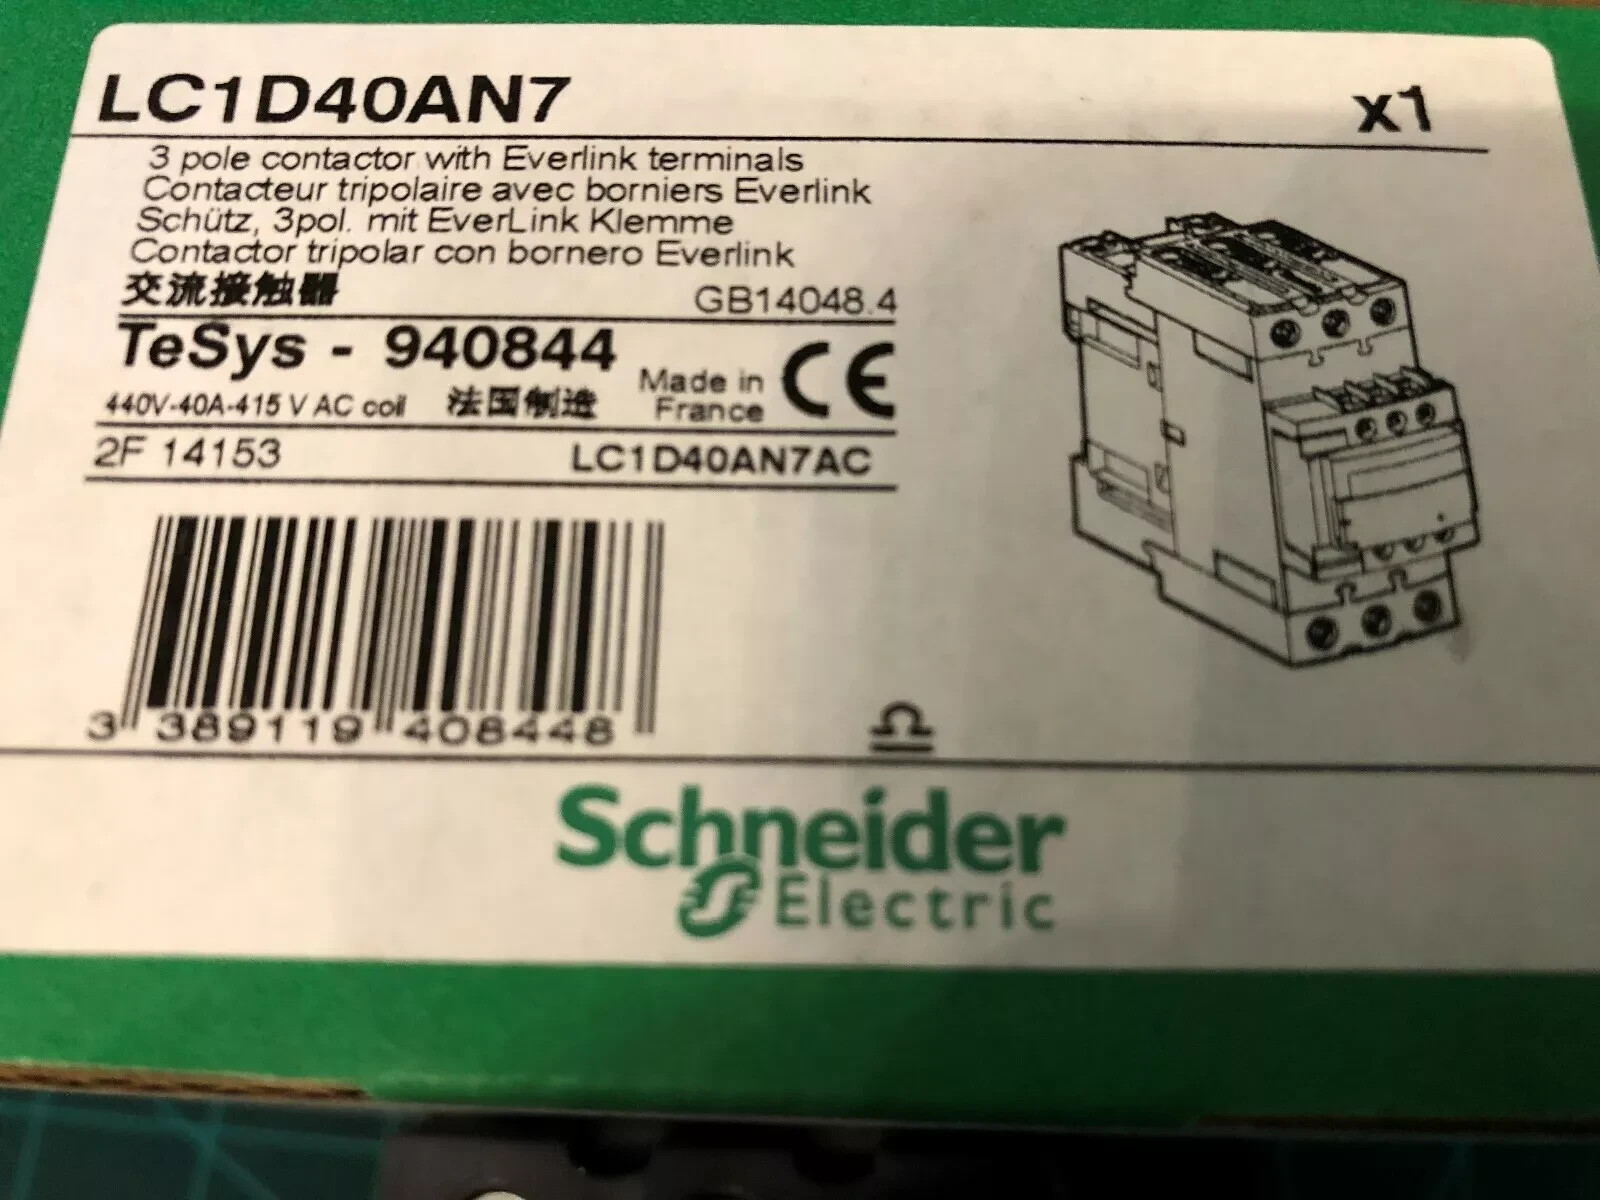 LC1D40AN7 x1
3 pole contactor with Everlink terminals
Contacteur tripolaire avec borniers Everlink
Schütz, 3pol. mit EverLink Klemme
Contactor tripolar con bornero Everlink
交流接触器 GB14048.4
TeSys - 940844
Made in
France
CE
440V-40A-415 V AC coil 法国制造
2F 14153 LC1D40AN7AC
3 389119 408448
Schneider
Electric